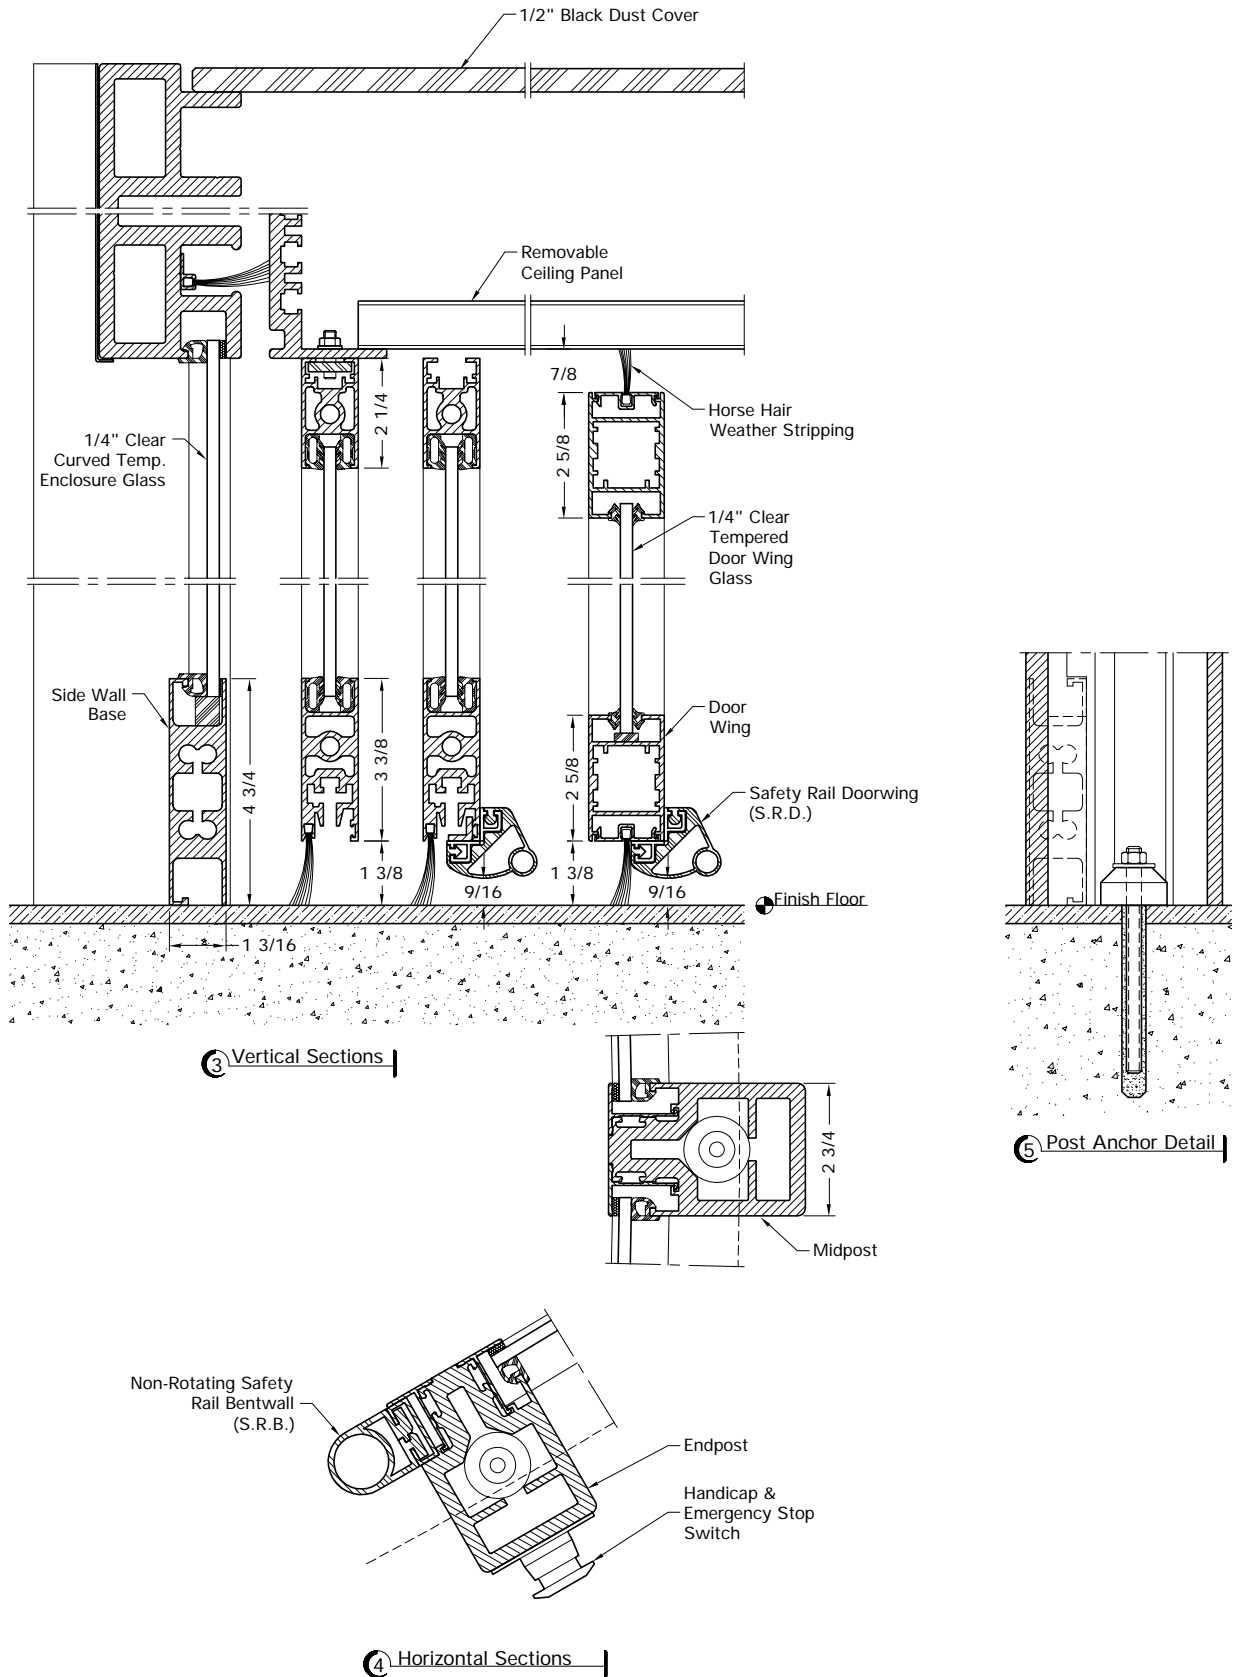 1/2" Black Dust Cover
Removable
Ceiling Panel
7/8
2 1/4
Horse Hair
Weather Stripping
2 5/8
1/4" Clear
Curved Temp.
Enclosure Glass
1/4" Clear
Tempered
Door Wing
Glass
Side Wall
Base
Door
Wing
4 3/4
3 3/8
2 5/8
Safety Rail Doorwing
(S.R.D.)
1 3/8
9/16
1 3/8
9/16
Finish Floor
1 3/16
3 Vertical Sections
5 Post Anchor Detail
2 3/4
Midpost
Non-Rotating Safety
Rail Bentwall
(S.R.B.)
Endpost
Handicap &
Emergency Stop
Switch
4 Horizontal Sections